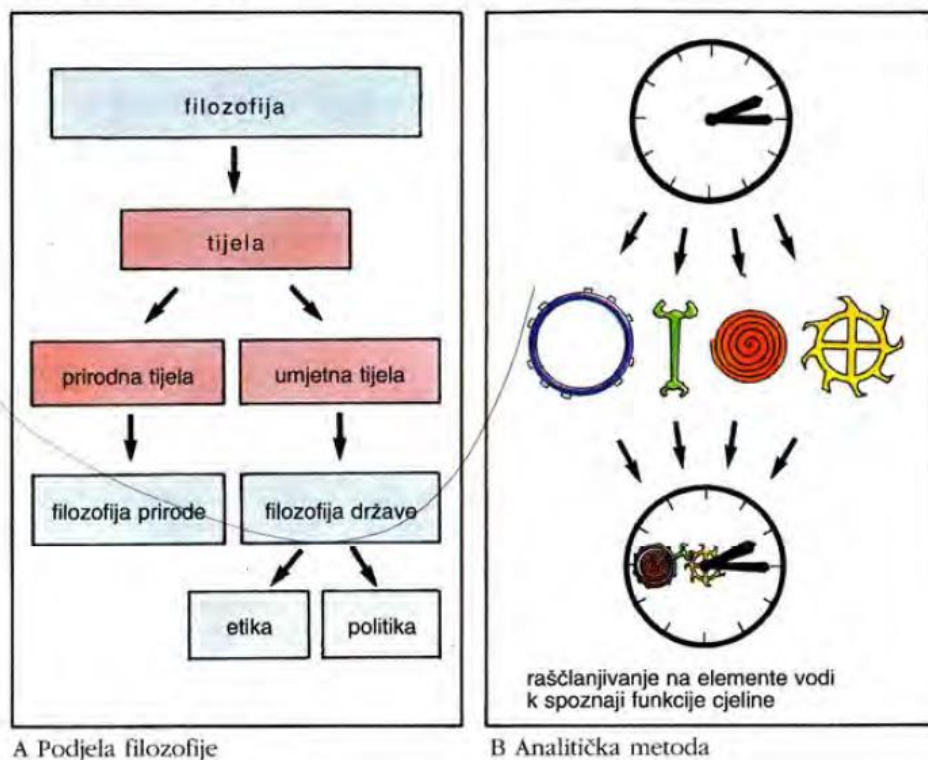 filozofija
tijela
prirodna tijela
umjetna tijela
filozofija prirode
filozofija države
etika
politika
A Podjela filozofije
raščlanjivanje na elemente vodi
k spoznaji funkcije cjeline
B Analitička metoda